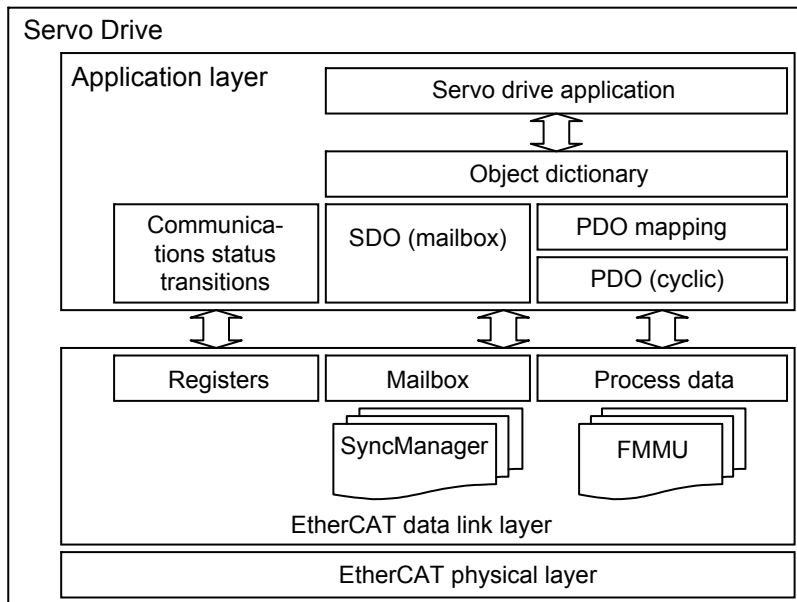 Servo Drive
Application layer
Servo drive application
Object dictionary
Communica-
tions status
transitions
SDO (mailbox)
PDO mapping
PDO (cyclic)
Registers
Mailbox
Process data
SyncManager
FMMU
EtherCAT data link layer
EtherCAT physical layer